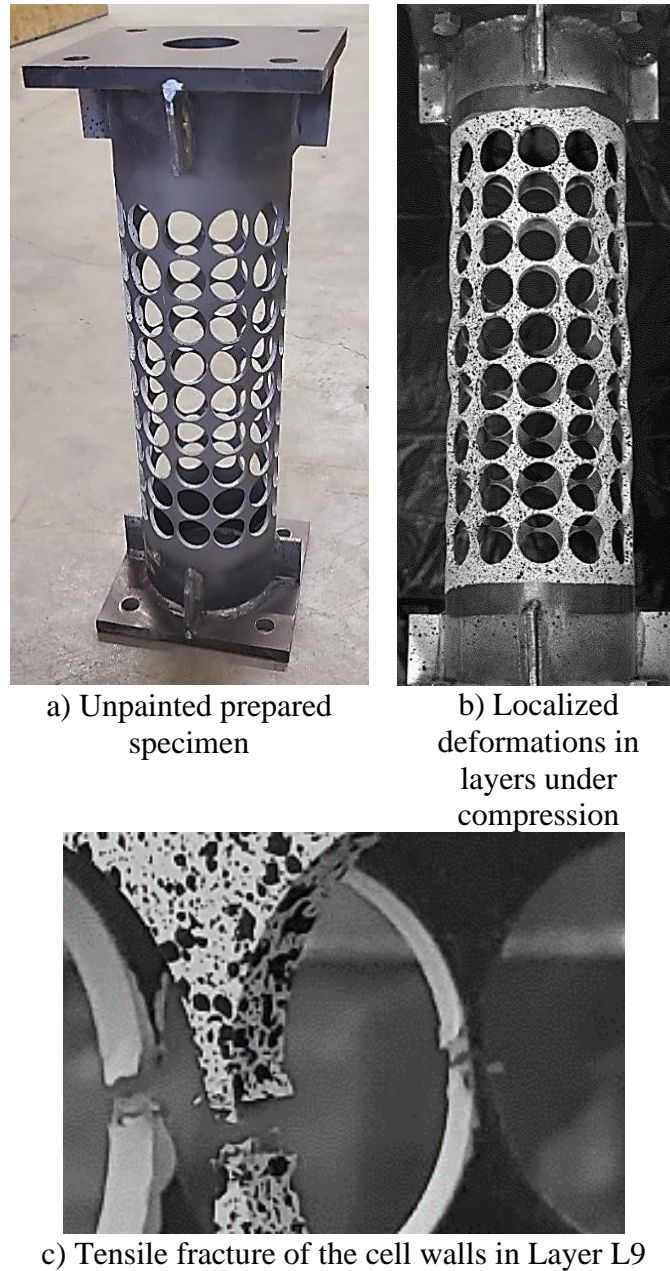 a) Unpainted prepared
specimen
b) Localized
deformations in
layers under
compression
c) Tensile fracture of the cell walls in Layer L9